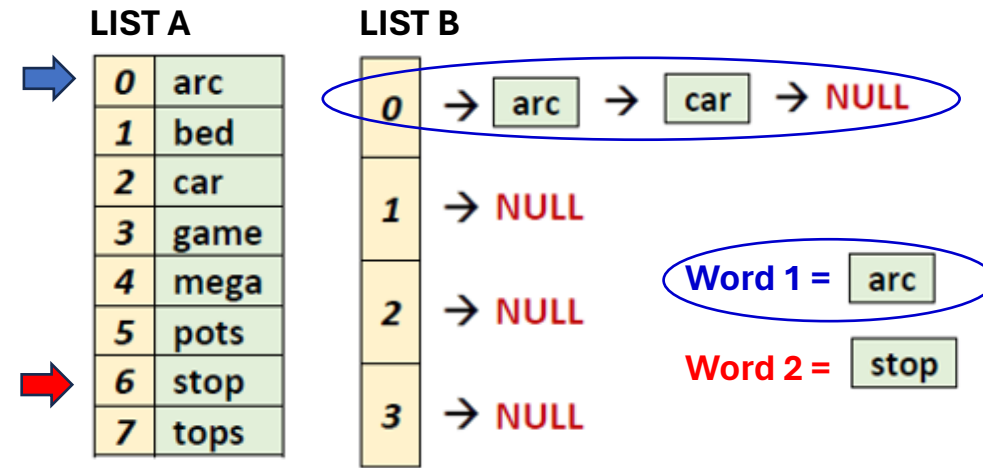 LIST A
0 arc
1 bed
2 car
3 game
4 mega
5 pots
6 stop
7 tops
LIST B
0 → arc → car → NULL
1 → NULL
2 → NULL
3 → NULL
Word 1 = arc
Word 2 = stop